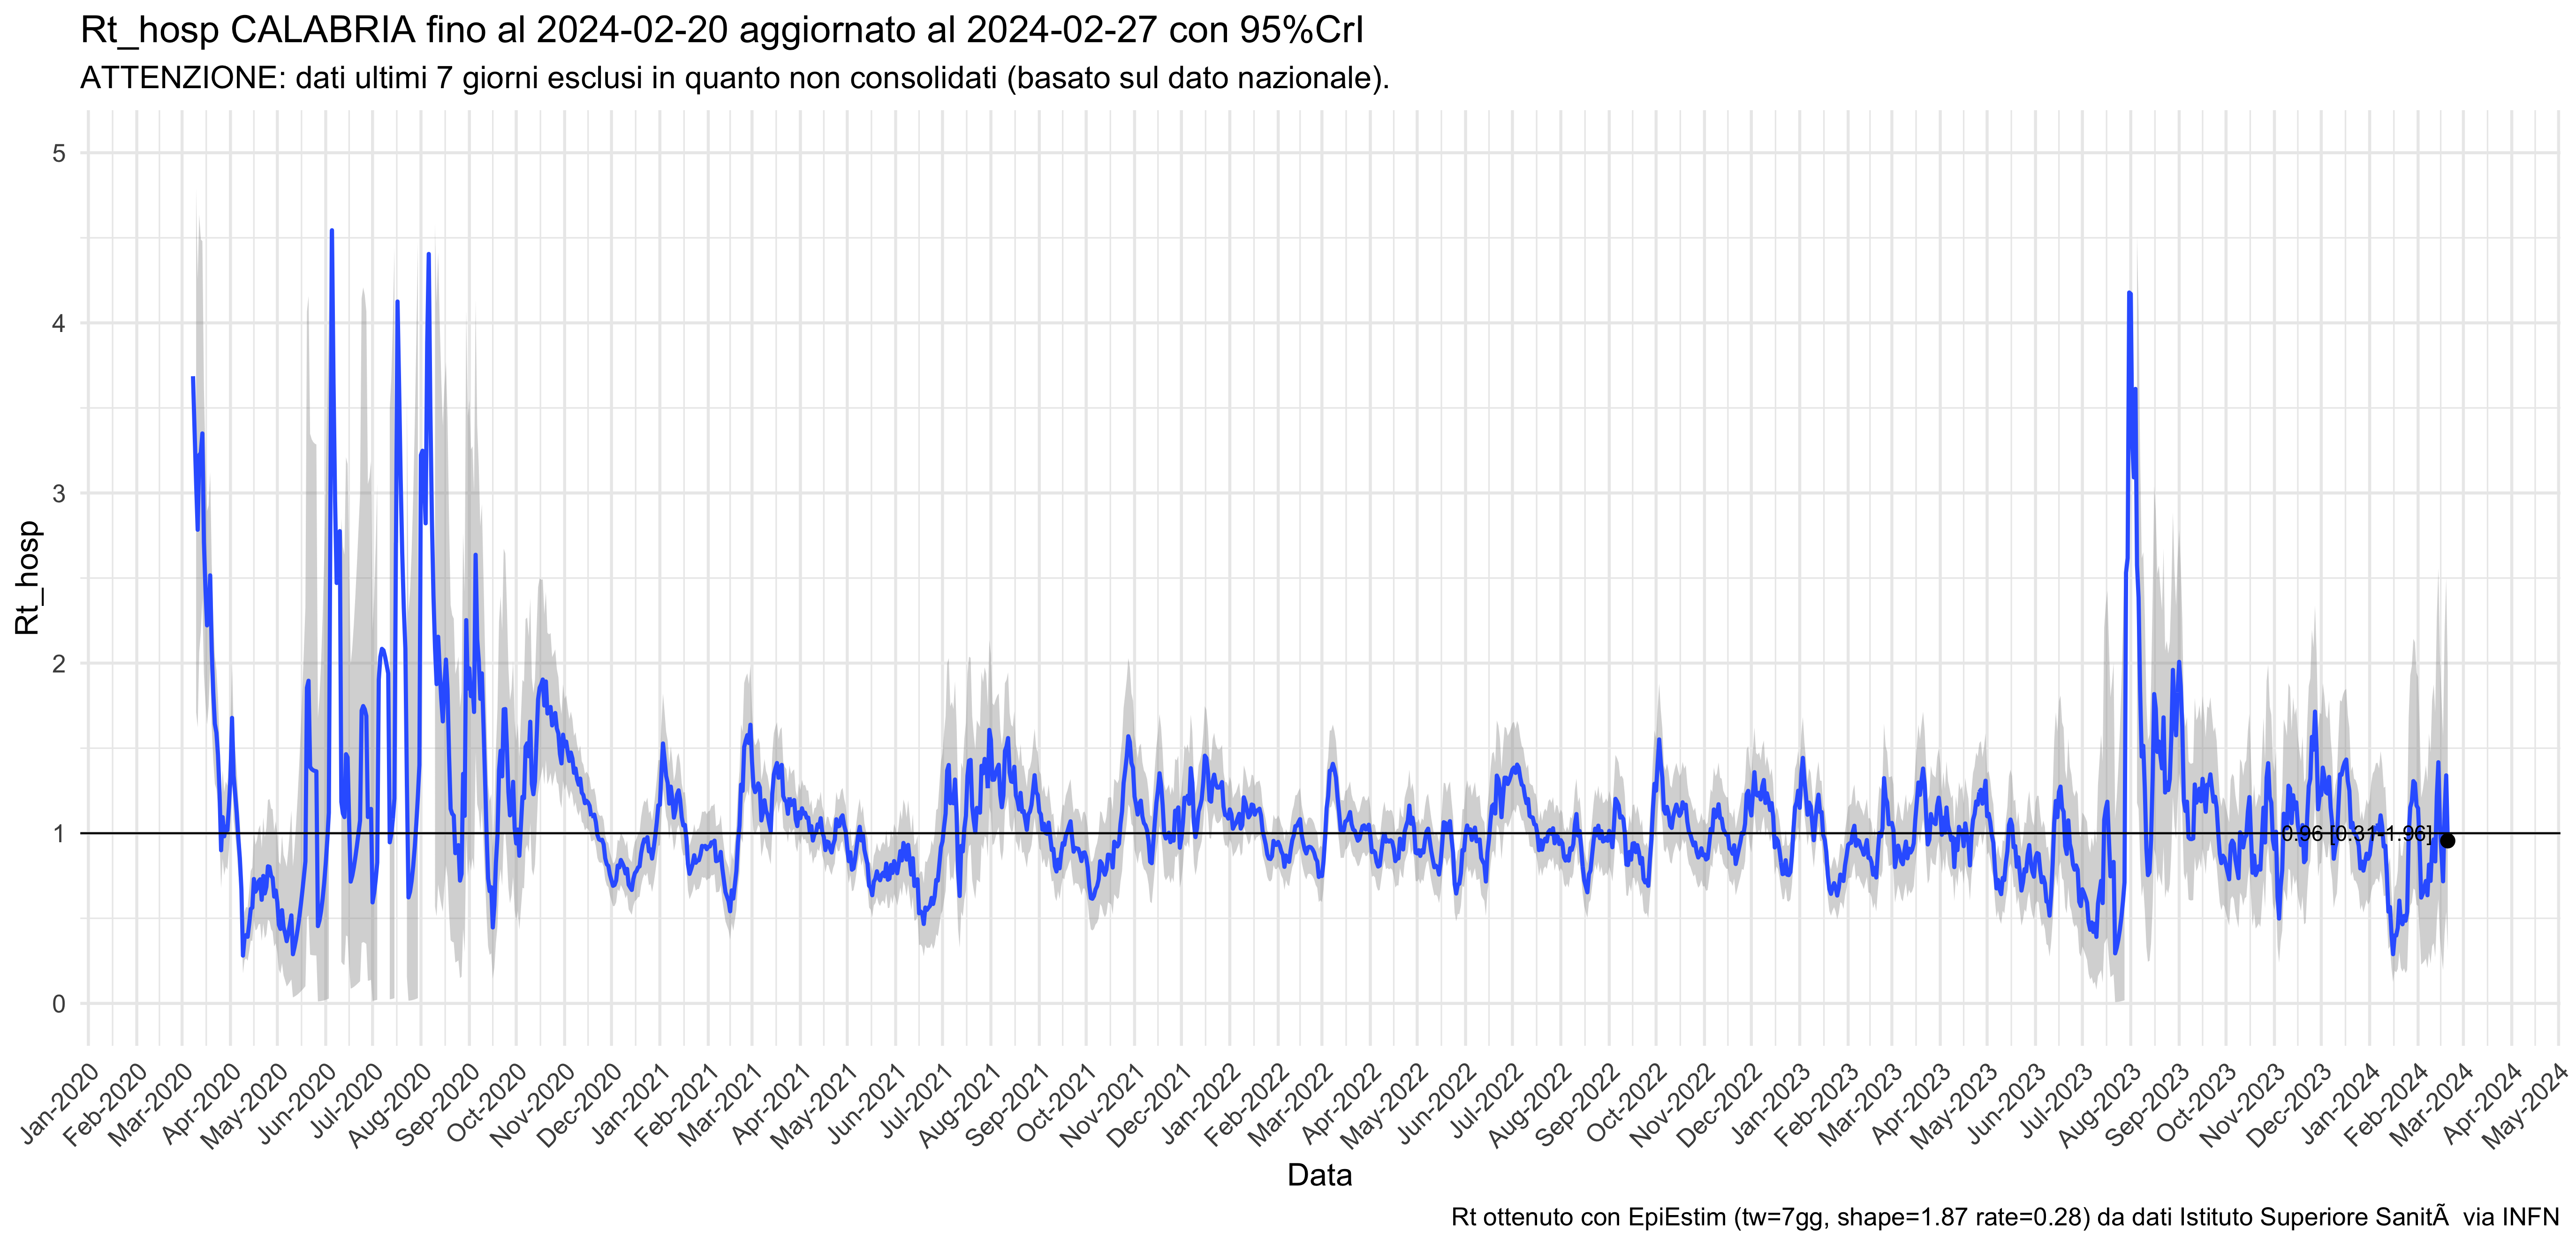 Rt_hosp CALABRIA fino al 2024-02-20 aggiornato al 2024-02-27 con 95%CrI
ATTENZIONE: dati ultimi 7 giorni esclusi in quanto non consolidati (basato sul dato nazionale).
Rt_hosp
5
4
3
2
1
0
0.96 [0.31-1.96]
Jan-2020
Feb-2020
Mar-2020
Apr-2020
May-2020
Jun-2020
Jul-2020
Aug-2020
Sep-2020
Oct-2020
Nov-2020
Dec-2020
Jan-2021
Feb-2021
Mar-2021
Apr-2021
May-2021
Jun-2021
Jul-2021
Aug-2021
Sep-2021
Oct-2021
Nov-2021
Dec-2021
Jan-2022
Feb-2022
Mar-2022
Apr-2022
May-2022
Jun-2022
Jul-2022
Aug-2022
Sep-2022
Oct-2022
Nov-2022
Dec-2022
Jan-2023
Feb-2023
Mar-2023
Apr-2023
May-2023
Jun-2023
Jul-2023
Aug-2023
Sep-2023
Oct-2023
Nov-2023
Dec-2023
Jan-2024
Feb-2024
Mar-2024
Apr-2024
May-2024
Data
Rt ottenuto con EpiEstim (tw=7gg, shape=1.87 rate=0.28) da dati Istituto Superiore SanitÃ  via INFN